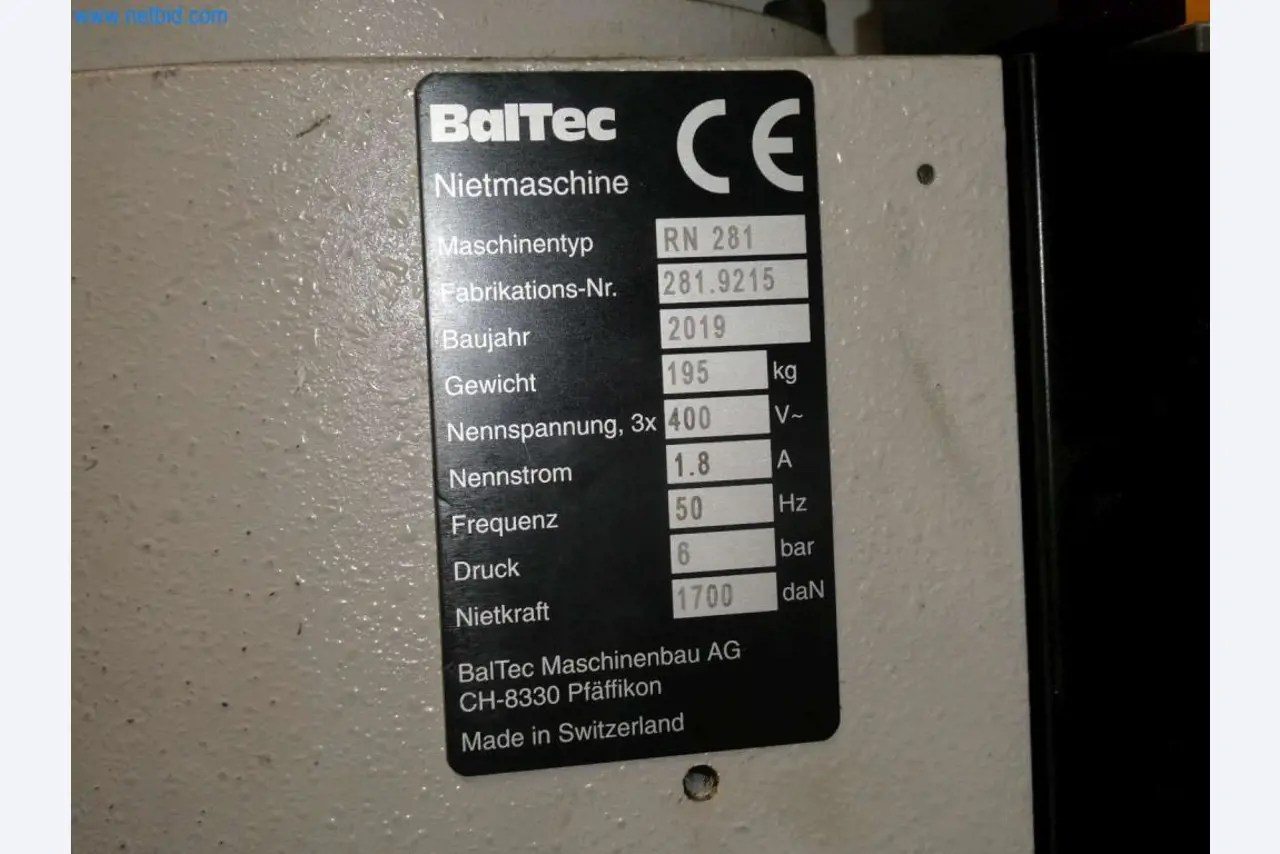 www.netbid.com
BalTec CE
Nietmaschine
Maschinentyp RN 281
Fabrikations-Nr. 281.9215
Baujahr 2019
Gewicht 195 kg
Nennspannung, 3x 400 V~
Nennstrom 1.8 A
Frequenz 50 Hz
Druck 6 bar
Nietkraft 1700 daN
BalTec Maschinenbau AG
CH-8330 Pfäffikon
Made in Switzerland